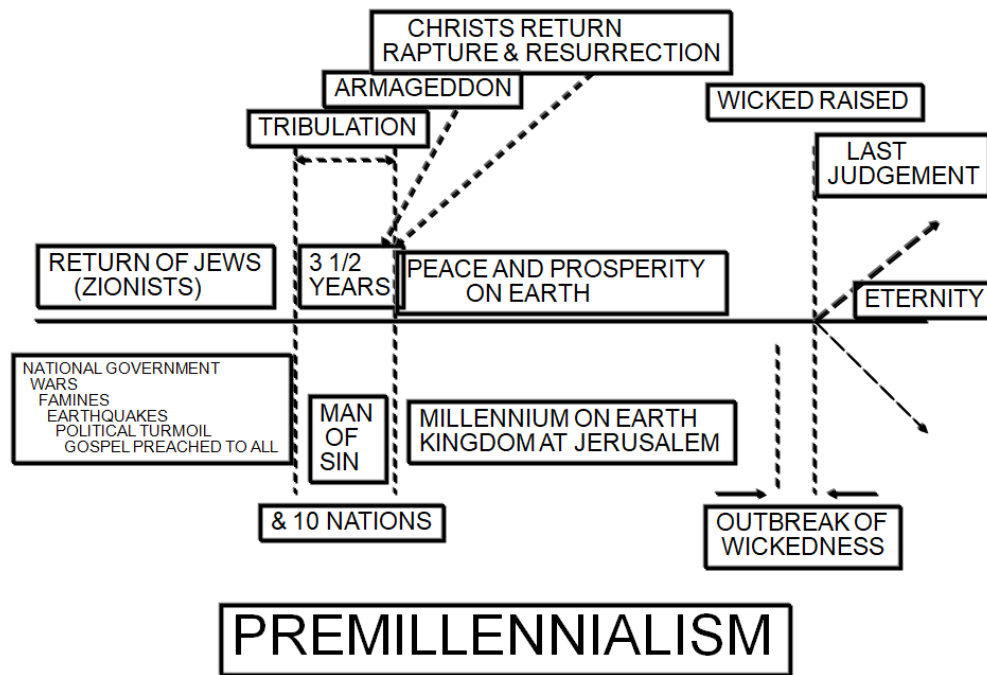 CHRISTS RETURN
RAPTURE & RESURRECTION
ARMAGEDDON
WICKED RAISED
TRIBULATION
LAST
JUDGEMENT
RETURN OF JEWS
(ZIONISTS)
3 1/2
YEARS
PEACE AND PROSPERITY
ON EARTH
ETERNITY
NATIONAL GOVERNMENT
WARS
FAMINES
EARTHQUAKES
POLITICAL TURMOIL
GOSPEL PREACHED TO ALL
MAN
OF
SIN
MILLENNIUM ON EARTH
KINGDOM AT JERUSALEM
& 10 NATIONS
OUTBREAK OF
WICKEDNESS
PREMILLENNIALISM